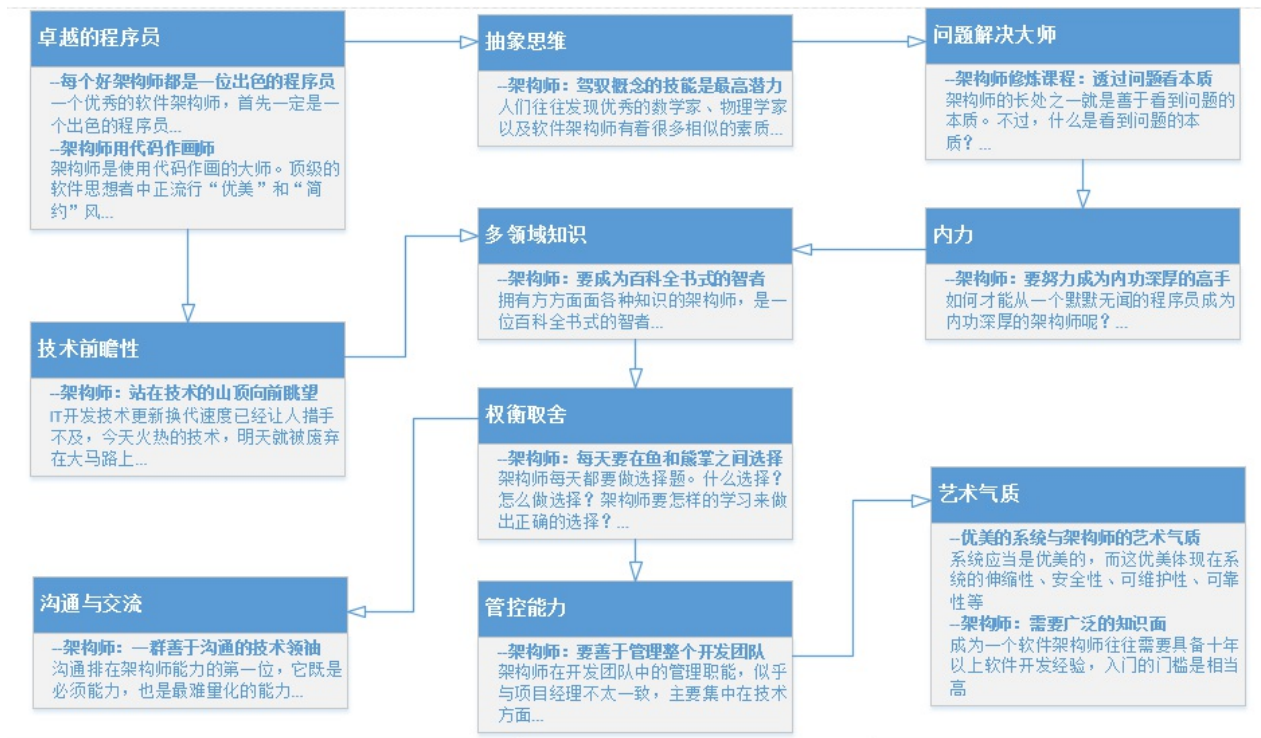 卓越的程序员
--每个好架构师都是一位出色的程序员
一个优秀的软件架构师，首先一定是一
个出色的程序员...
--架构师用代码作画师
架构师是使用代码作画的大师。顶级的
软件思想者中正流行“优美”和“简
约”风...
抽象思维
--架构师：驾驭概念的技能是最高潜力
人们往往发现优秀的数学家、物理学家
以及软件架构师有着很多相似的素质...
问题解决大师
--架构师修炼课程：透过问题看本质
架构师的长处之一就是善于看到问题的
本质。不过，什么是看到问题的本
质？...
技术前瞻性
--架构师：站在技术的山顶向前眺望
IT开发技术更新换代速度已经让人措手
不及，今天火热的技术，明天就被废弃
在大马路上...
多领域知识
--架构师：要成为百科全书式的智者
拥有方方面面各种知识的架构师，是一
位百科全书式的智者...
内力
--架构师：要努力成为内功深厚的高手
如何才能从一个默默无闻的程序员成为
内功深厚的架构师呢？...
权衡取舍
--架构师：每天要在鱼和熊掌之间选择
架构师每天都要做选择题。什么选择？
怎么做选择？架构师要怎样的学习来做
出正确的选择？...
沟通与交流
--架构师：一群善于沟通的技术领袖
沟通排在架构师能力的第一位，它既是
必须能力，也是最难量化的能力...
管控能力
--架构师：要善于管理整个开发团队
架构师在开发团队中的管理职能，似乎
与项目经理不太一致，主要集中在技术
方面...
艺术气质
--优美的系统与架构师的艺术气质
系统应当是优美的，而这优美体现在系
统的伸缩性、安全性、可维护性、可靠
性等
--架构师：需要广泛的知识面
成为一个软件架构师往往需要具备十年
以上软件开发经验，入门的门槛是相当
高